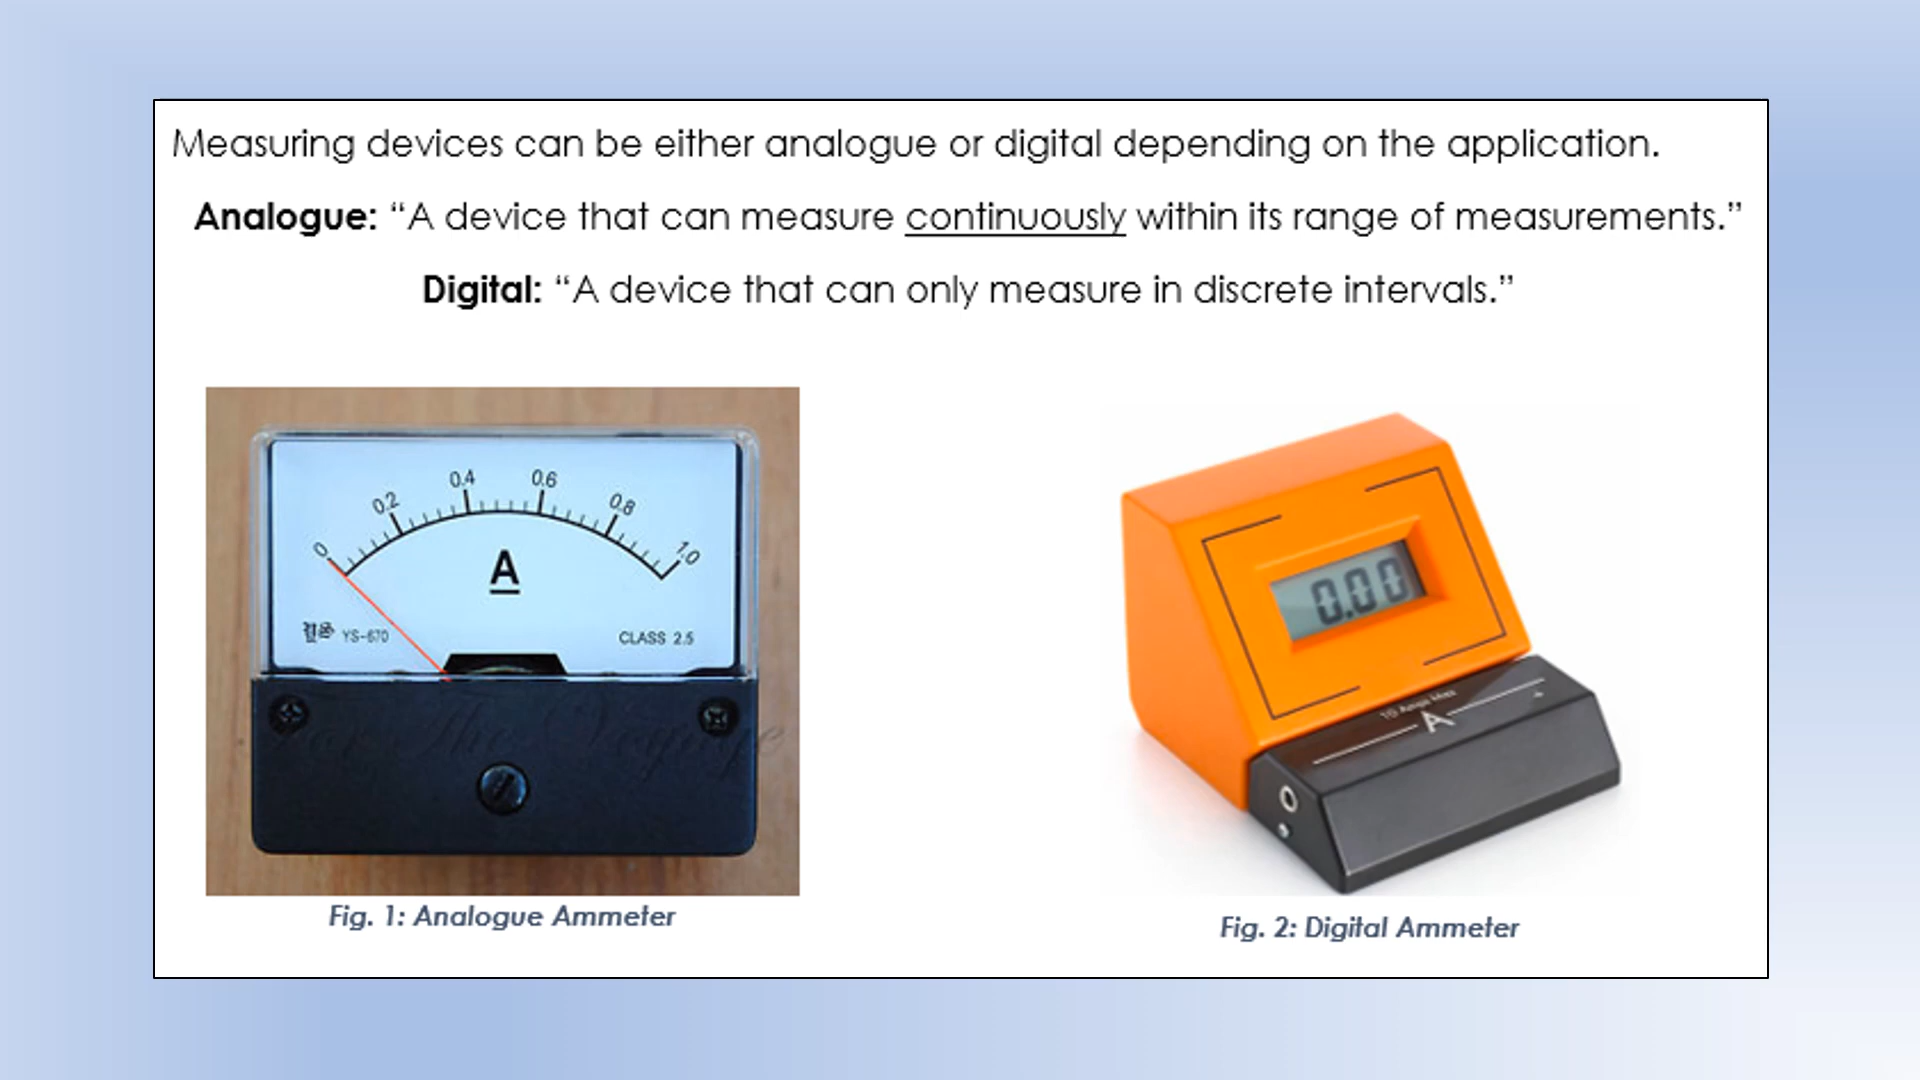 Measuring devices can be either analogue or digital depending on the application.
Analogue: “A device that can measure continuously within its range of measurements.”
Digital: “A device that can only measure in discrete intervals.”
0 0.2 0.4 0.6 0.8 1.0
A
YS-670 CLASS 2.5
0.00
10 Amps Max
A
+
Fig. 1: Analogue Ammeter
Fig. 2: Digital Ammeter